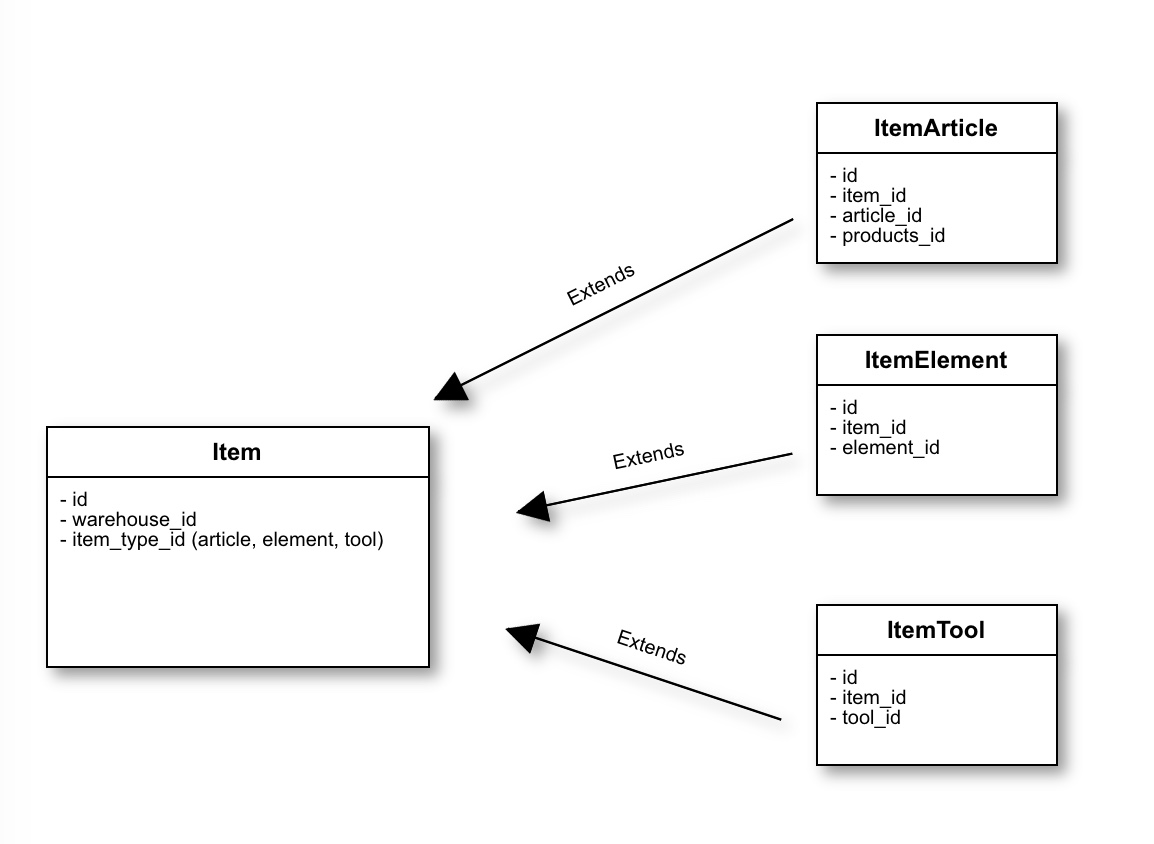 ItemArticle
- id
- item_id
- article_id
- products_id
Extends
ItemElement
- id
- item_id
- element_id
Extends
Item
- id
- warehouse_id
- item_type_id (article, element, tool)
Extends
ItemTool
- id
- item_id
- tool_id